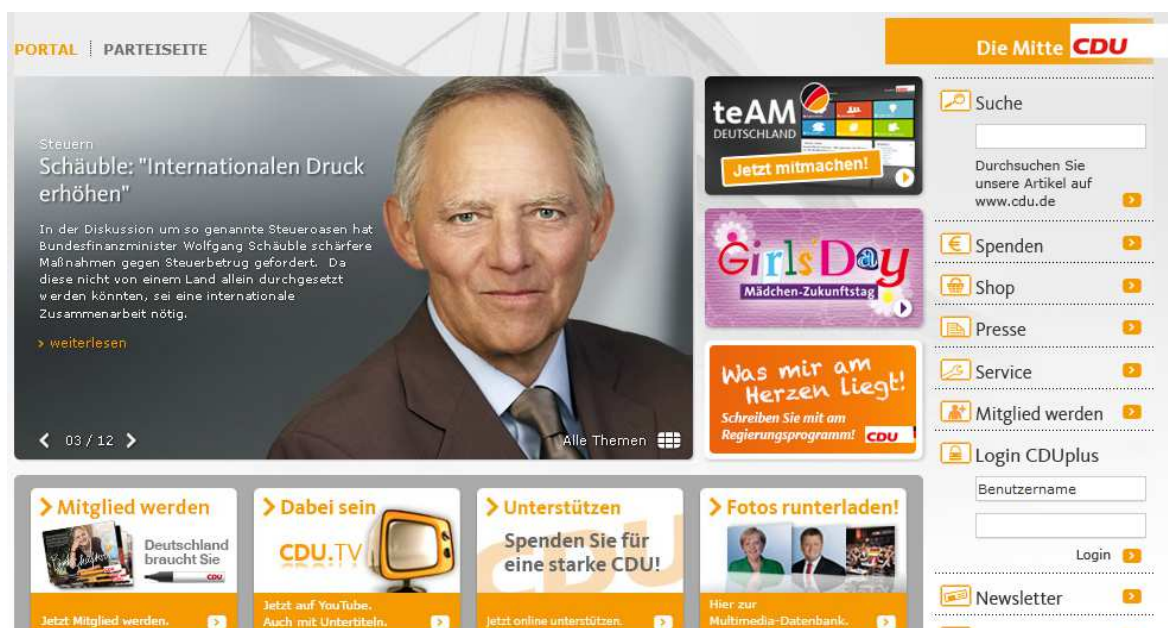 PORTAL
PARTEISEITE
Die Mitte CDU
Steuern
Schäuble: "Internationalen Druck
erhöhen"
In der Diskussion um so genannte Steueroasen hat
Bundesfinanzminister Wolfgang Schäuble schärfere
Maßnahmen gegen Steuerbetrug gefordert. Da
diese nicht von einem Land allein durchgesetzt
werden könnten, sei eine internationale
Zusammenarbeit nötig.
› weiterlesen
03 / 12
Alle Themen
teAM
DEUTSCHLAND
Jetzt mitmachen!
Girls'Day
Mädchen-Zukunftstag
Was mir am
Herzen liegt!
Schreiben Sie mit am
Regierungsprogramm! CDU
Suche
Durchsuchen Sie
unsere Artikel auf
www.cdu.de
Spenden
Shop
Presse
Service
Mitglied werden
Login CDUplus
Benutzername
Login
Newsletter
Mitglied werden
Deutschland
braucht Sie
CDU
Jetzt Mitglied werden.
Dabei sein
CDU.TV
Jetzt auf YouTube.
Auch mit Untertiteln.
Unterstützen
CDU
Spenden Sie für
eine starke CDU!
Jetzt online unterstützen.
Fotos runterladen!
Hier zur
Multimedia-Datenbank.